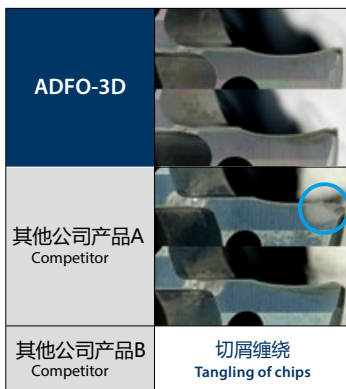 ADFO-3D
其他公司产品A
Competitor
其他公司产品B
Competitor
切屑缠绕
Tangling of chips